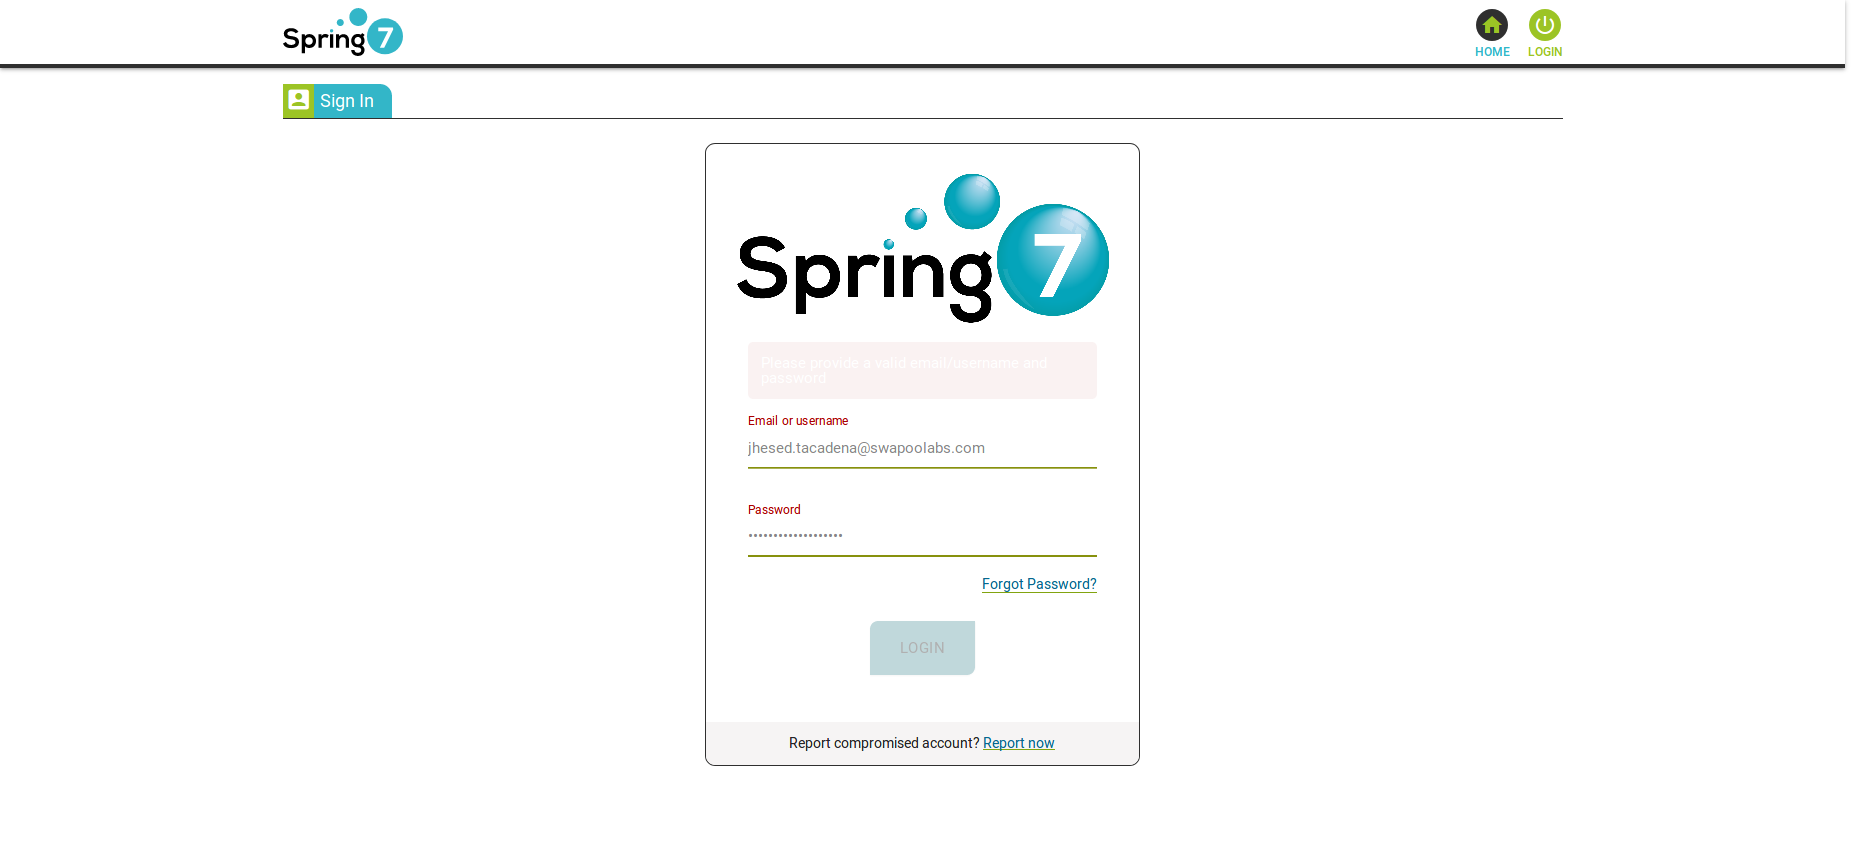 Spring 7
HOME
LOGIN
Sign In
Spring 7
Please provide a valid email/username and
password
Email or username
jhesed.tacadena@swapoolabs.com
Password
•••••••••••••••••••
Forgot Password?
LOGIN
Report compromised account? Report now